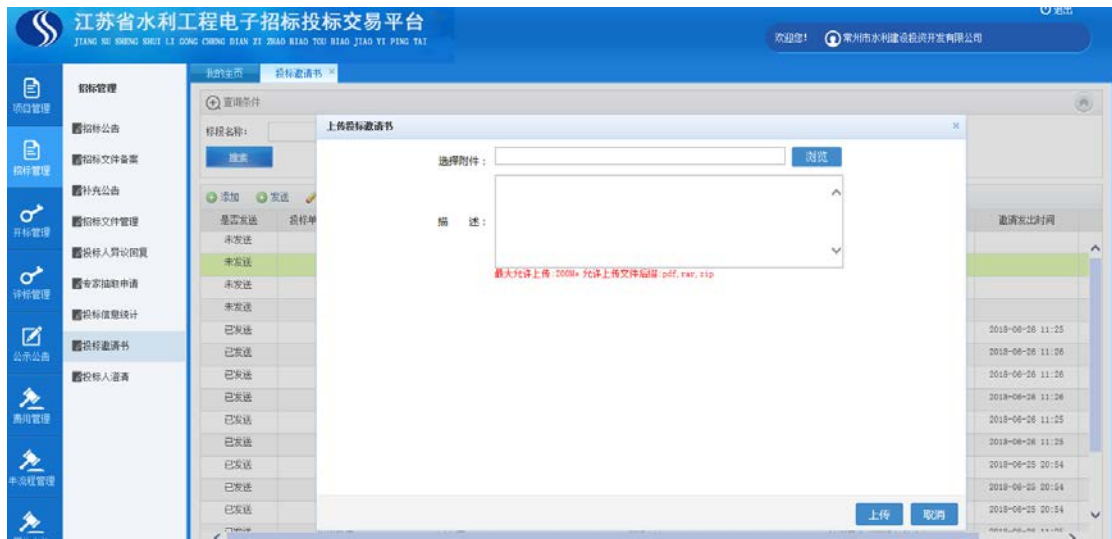 江苏省水利工程电子招标投标交易平台
JIANG SU SHENG SHUI LI GONG CHENG DIAN ZI ZHAO BIAO TOU BIAO JIAO YI PING TAI
退出
欢迎您! 常州市水利建设投资开发有限公司
我的主页 投标邀请书 ×
项目管理
招标管理
开标管理
评标管理
公示公告
费用管理
半流程管理
招标管理
招标公告
招标文件备案
补充公告
招标文件管理
投标人异议回复
专家抽取申请
投标信息统计
投标邀请书
投标人澄清
查询条件
标段名称:
搜索
添加 发送
是否发送 投标单 邀请发出时间
未发送
未发送
未发送
未发送
已发送 2018-06-26 11:25
已发送 2018-06-26 11:26
已发送 2018-06-26 11:26
已发送 2018-06-26 11:26
已发送 2018-06-26 11:25
已发送 2018-06-26 11:25
已发送 2018-06-25 20:54
已发送 2018-06-25 20:54
已发送 2018-06-25 20:54
上传投标邀请书 ×
选择附件: 浏览
描 述:
最大允许上传:200M。允许上传文件后缀:pdf,rar,zip
上传 取消